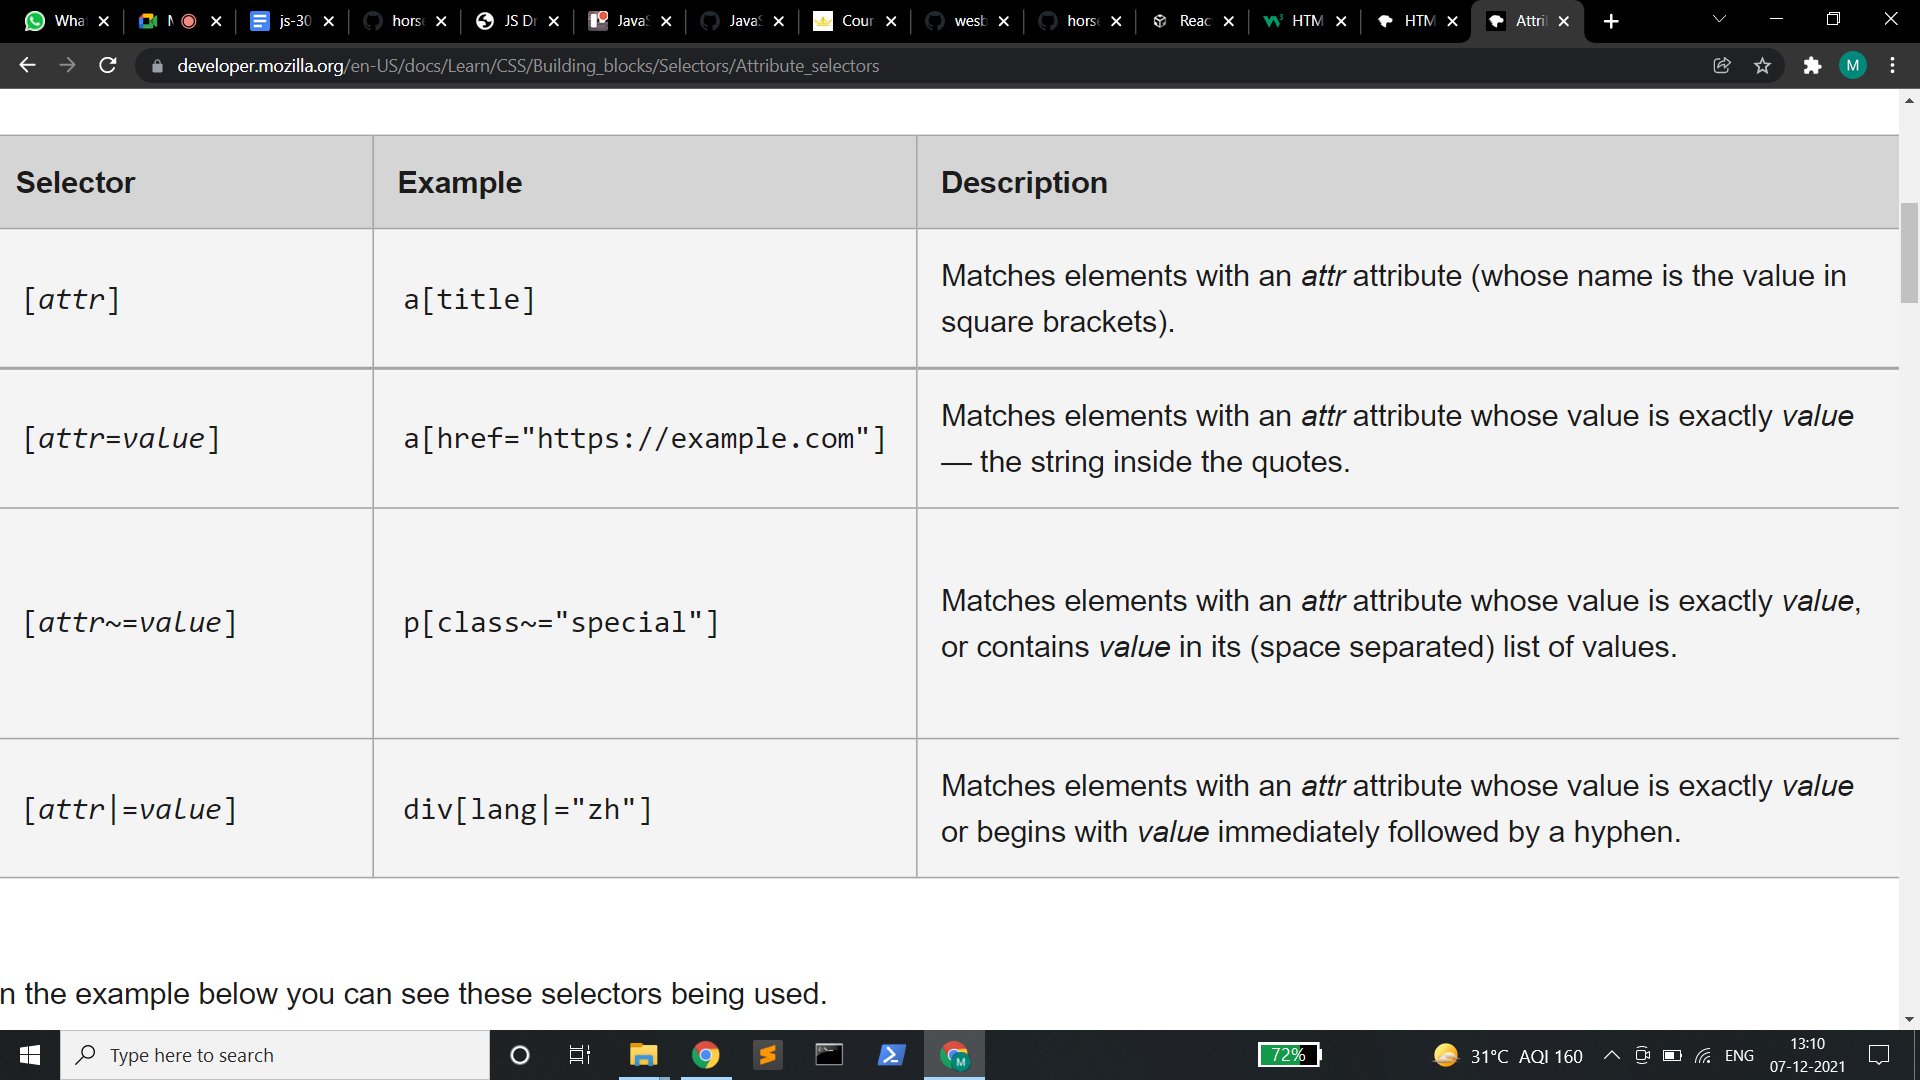 What
M
js-30
horse
JS Dr
JavaS
JavaS
Cour
wesb
horse
Reac
HTM
HTM
Attril
developer.mozilla.org/en-US/docs/Learn/CSS/Building_blocks/Selectors/Attribute_selectors
M
Selector Example Description
[attr] a[title] Matches elements with an attr attribute (whose name is the value in
square brackets).
[attr=value] a[href="https://example.com"] Matches elements with an attr attribute whose value is exactly value
— the string inside the quotes.
[attr~=value] p[class~="special"] Matches elements with an attr attribute whose value is exactly value,
or contains value in its (space separated) list of values.
[attr|=value] div[lang|="zh"] Matches elements with an attr attribute whose value is exactly value
or begins with value immediately followed by a hyphen.
n the example below you can see these selectors being used.
Type here to search
72%
31°C AQI 160
ENG
13:10
07-12-2021